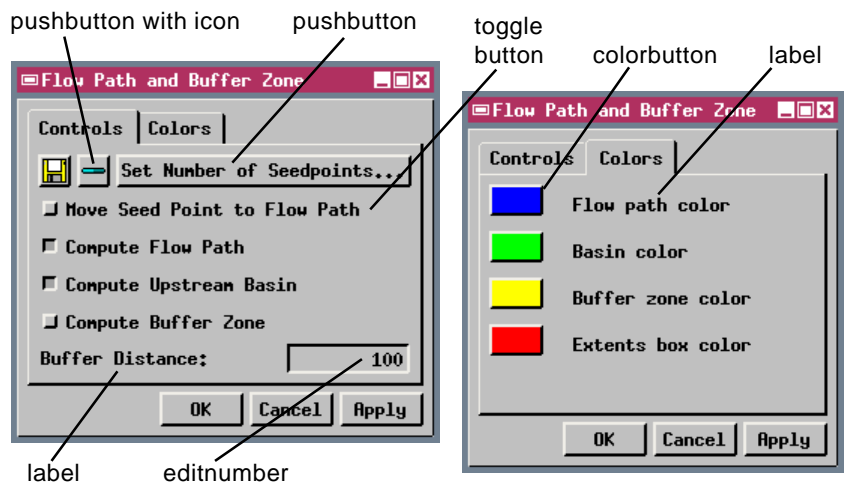 pushbutton with icon
pushbutton
toggle
button
colorbutton
label
Flow Path and Buffer Zone
Controls
Colors
Set Number of Seedpoints...
Move Seed Point to Flow Path
Compute Flow Path
Compute Upstream Basin
Compute Buffer Zone
Buffer Distance: 100
OK
Cancel
Apply
label
editnumber
Flow Path and Buffer Zone
Controls
Colors
Flow path color
Basin color
Buffer zone color
Extents box color
OK
Cancel
Apply